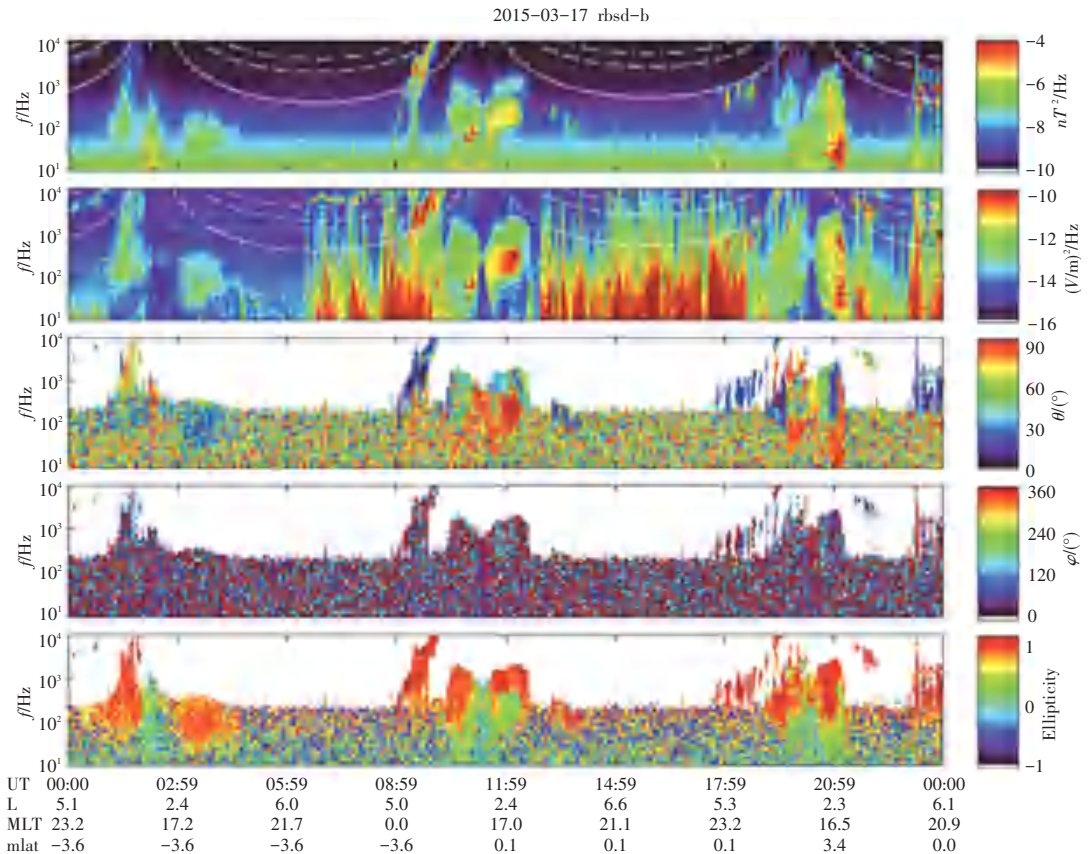 2015-03-17 rbsd-b
10⁴
10³
10²
10¹
f/Hz
-4
-6
-8
-10
nT²/Hz
10⁴
10³
10²
10¹
f/Hz
-10
-12
-14
-16
(V/m)²/Hz
10⁴
10³
10²
10¹
f/Hz
90
60
30
0
θ/(°)
10⁴
10³
10²
10¹
f/Hz
360
240
120
0
φ/(°)
10⁴
10³
10²
10¹
f/Hz
1
0
-1
Ellipticity
UT 00:00 02:59 05:59 08:59 11:59 14:59 17:59 20:59 00:00
L 5.1 2.4 6.0 5.0 2.4 6.6 5.3 2.3 6.1
MLT 23.2 17.2 21.7 0.0 17.0 21.1 23.2 16.5 20.9
mlat -3.6 -3.6 -3.6 -3.6 0.1 0.1 0.1 3.4 0.0